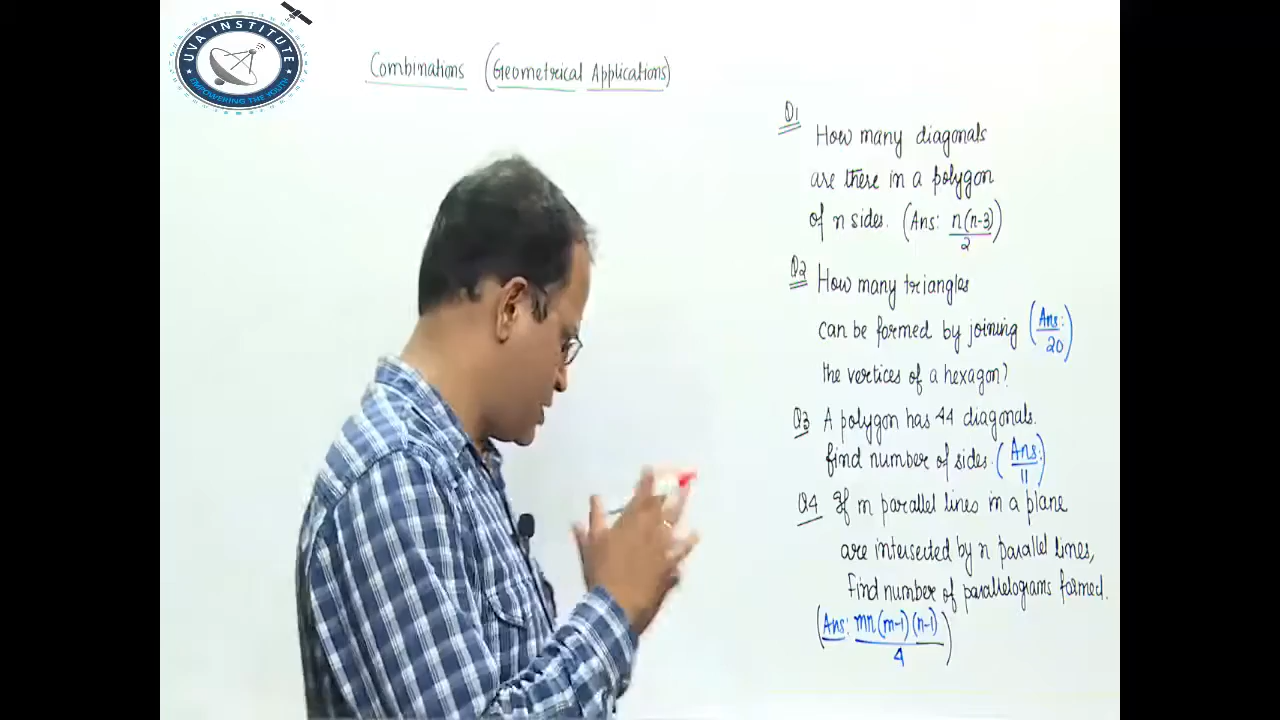 UVA INSTITUTE
EMPOWERING THE YOUTH
Combinations (Geometrical Applications)
Q1
How many diagonals
are there in a polygon
of n sides. (Ans: n(n-3)/2)
Q2 How many triangles
can be formed by joining (Ans: 20)
the vertices of a hexagon?
Q3 A polygon has 44 diagonals.
find number of sides. (Ans: 11)
Q4 If m parallel lines in a plane
are intersected by n parallel lines,
Find number of parallelograms formed.
(Ans: mn(m-1)(n-1)/4)